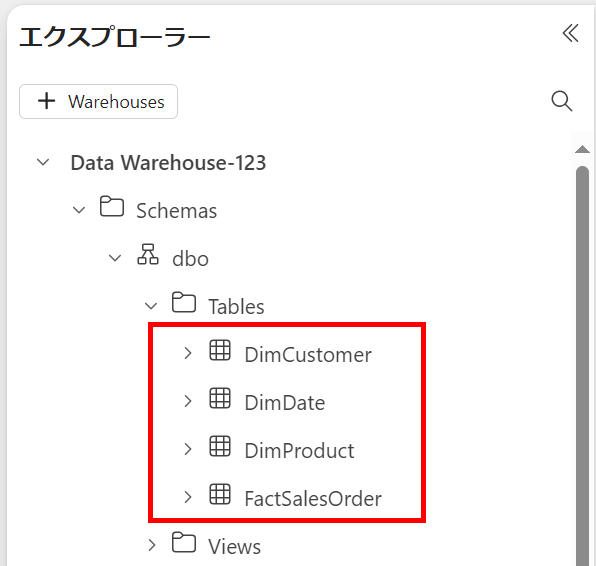 エクスプローラー
Warehouses
Data Warehouse-123
Schemas
dbo
Tables
DimCustomer
DimDate
DimProduct
FactSalesOrder
Views